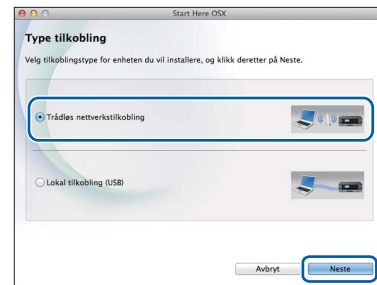 Start Here OSX
Type tilkobling
Velg tilkoblingstype for enheten du vil installere, og klikk deretter på Neste.
Trådløs nettverkstilkobling
Lokal tilkobling (USB)
Avbryt
Neste